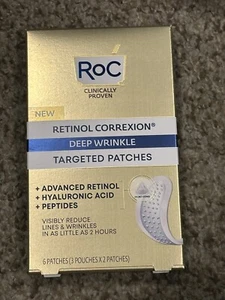 RoC
CLINICALLY
PROVEN
NEW
RETINOL CORREXION®
DEEP WRINKLE
TARGETED PATCHES
+ ADVANCED RETINOL
+ HYALURONIC ACID
+ PEPTIDES
VISIBLY REDUCE
LINES & WRINKLES
IN AS LITTLE AS 2 HOURS
6 PATCHES (3 POUCHES X 2 PATCHES)